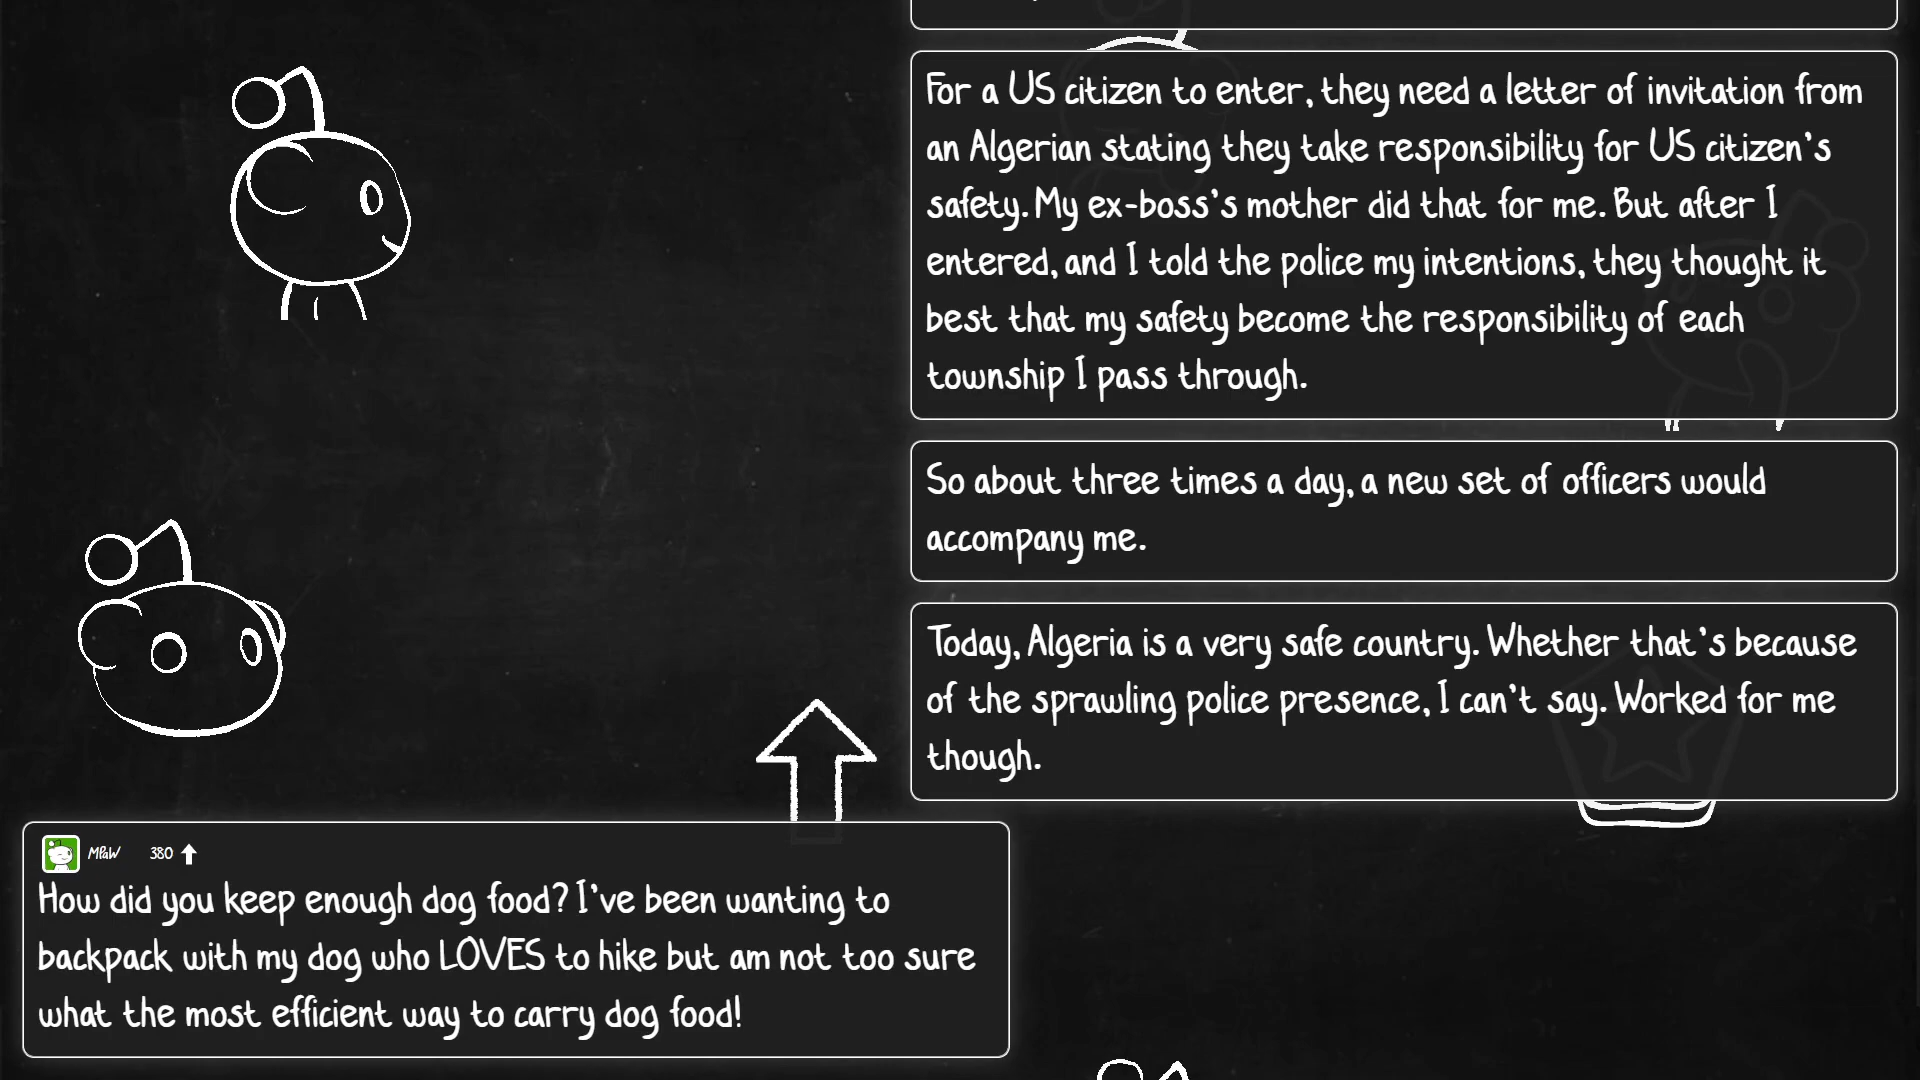 For a US citizen to enter, they need a letter of invitation from
an Algerian stating they take responsibility for US citizen's
safety. My ex-boss's mother did that for me. But after I
entered, and I told the police my intentions, they thought it
best that my safety become the responsibility of each
township I pass through.
So about three times a day, a new set of officers would
accompany me.
Today, Algeria is a very safe country. Whether that's because
of the sprawling police presence, I can't say. Worked for me
though.
MPaW 380
How did you keep enough dog food? I've been wanting to
backpack with my dog who LOVES to hike but am not too sure
what the most efficient way to carry dog food!